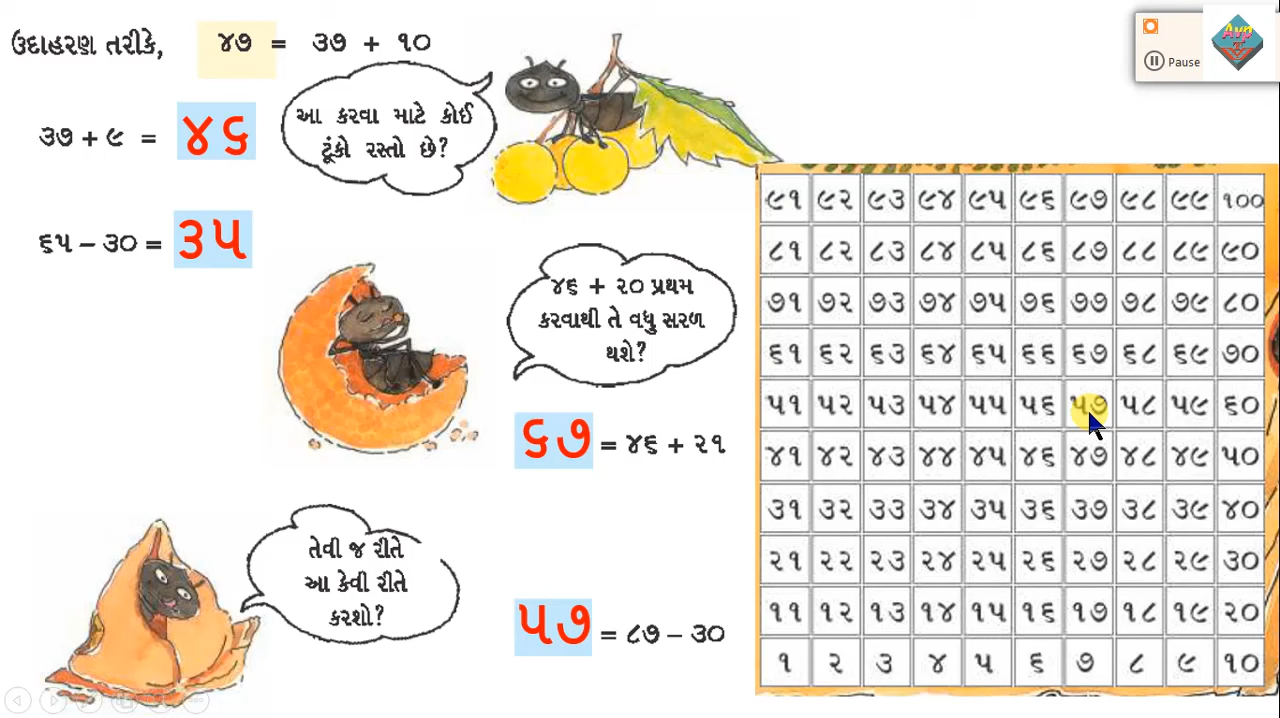 ઉદાહરણ તરીકે, ૪૭ = ૩૭ + ૧૦
૩૭ + ૯ = ૪૬
આ કરવા માટે કોઈ
ટૂંકો રસ્તો છે?
૬૫ – ૩૦ = ૩૫
૪૬ + ૨૦ પ્રથમ
કરવાથી તે વધુ સરળ
થશે?
૬૭ = ૪૬ + ૨૧
તેવી જ રીતે
આ કેવી રીતે
કરશો?
૫૭ = ૮૭ – ૩૦
Pause
Avp
૯૧ ૯૨ ૯૩ ૯૪ ૯૫ ૯૬ ૯૭ ૯૮ ૯૯ ૧૦૦
૮૧ ૮૨ ૮૩ ૮૪ ૮૫ ૮૬ ૮૭ ૮૮ ૮૯ ૯૦
૭૧ ૭૨ ૭૩ ૭૪ ૭૫ ૭૬ ૭૭ ૭૮ ૭૯ ૮૦
૬૧ ૬૨ ૬૩ ૬૪ ૬૫ ૬૬ ૬૭ ૬૮ ૬૯ ૭૦
૫૧ ૫૨ ૫૩ ૫૪ ૫૫ ૫૬ ૫૭ ૫૮ ૫૯ ૬૦
૪૧ ૪૨ ૪૩ ૪૪ ૪૫ ૪૬ ૪૭ ૪૮ ૪૯ ૫૦
૩૧ ૩૨ ૩૩ ૩૪ ૩૫ ૩૬ ૩૭ ૩૮ ૩૯ ૪૦
૨૧ ૨૨ ૨૩ ૨૪ ૨૫ ૨૬ ૨૭ ૨૮ ૨૯ ૩૦
૧૧ ૧૨ ૧૩ ૧૪ ૧૫ ૧૬ ૧૭ ૧૮ ૧૯ ૨૦
૧ ૨ ૩ ૪ ૫ ૬ ૭ ૮ ૯ ૧૦